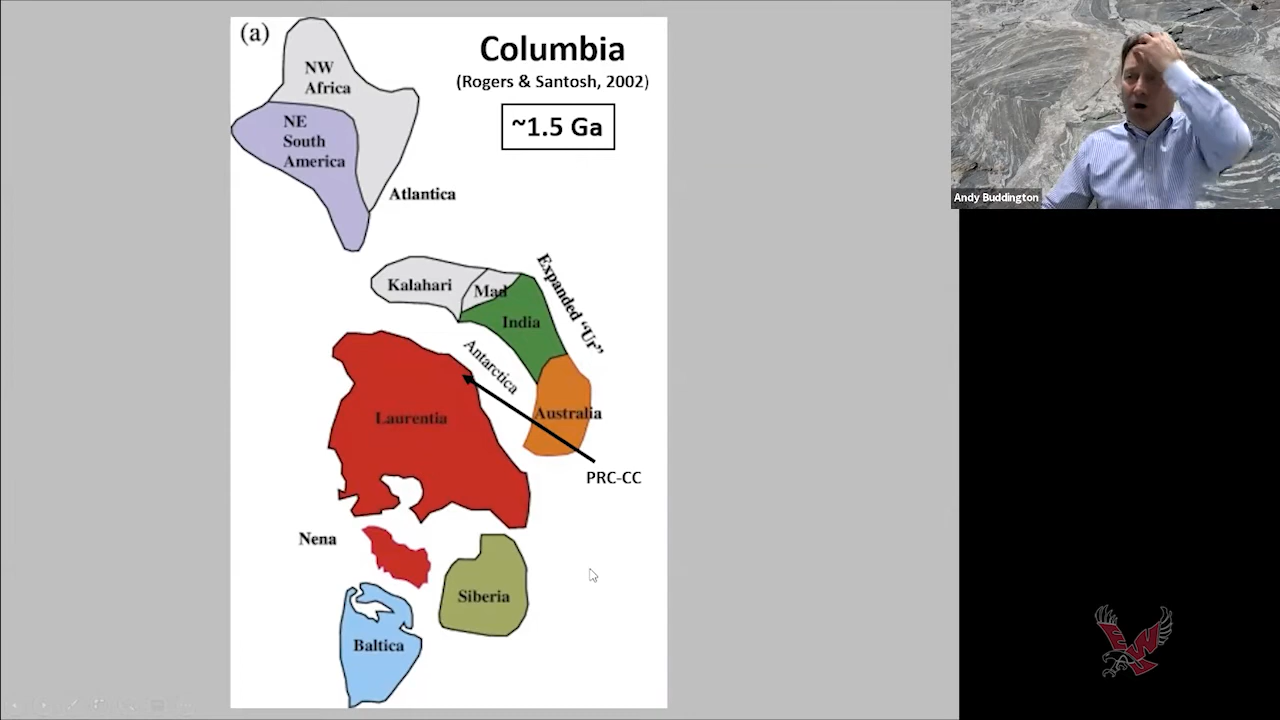 (a)
Columbia
(Rogers & Santosh, 2002)
~1.5 Ga
NW
Africa
NE
South
America
Atlantica
Kalahari
Mad
India
Expanded "Ur"
Antarctica
Laurentia
Australia
PRC-CC
Nena
Siberia
Baltica
Andy Buddington
EWU